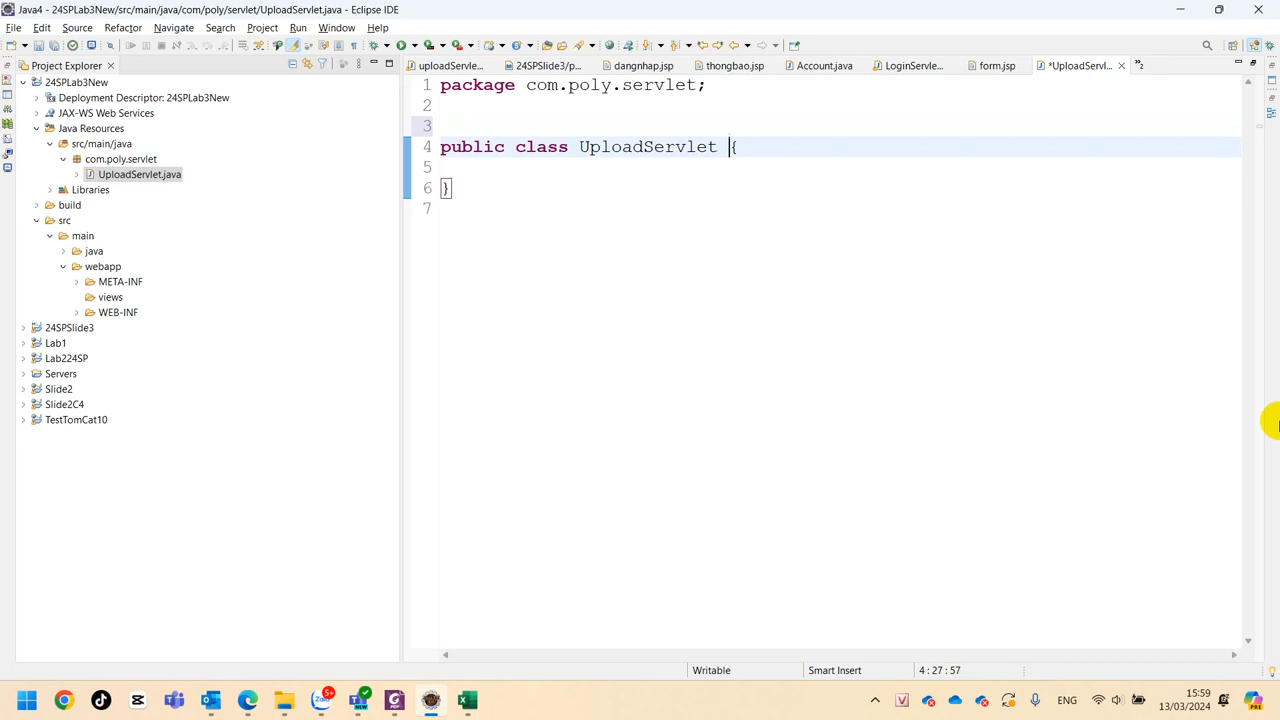 Java4 - 24SPLab3New/src/main/java/com/poly/servlet/UploadServlet.java - Eclipse IDE
File Edit Source Refactor Navigate Search Project Run Window Help
Project Explorer
uploadServle... 24SPSlide3/p... dangnhap.jsp thongbao.jsp Account.java LoginServle... form.jsp *UploadServl... »2
24SPLab3New
Deployment Descriptor: 24SPLab3New
JAX-WS Web Services
Java Resources
src/main/java
com.poly.servlet
UploadServlet.java
Libraries
build
src
main
java
webapp
META-INF
views
WEB-INF
24SPSlide3
Lab1
Lab224SP
Servers
Slide2
Slide2C4
TestTomCat10
1 package com.poly.servlet;
2
3
4 public class UploadServlet {
5
6 }
7
Writable Smart Insert 4 : 27 : 57
5+ NEW ENG 15:59
13/03/2024 PRE